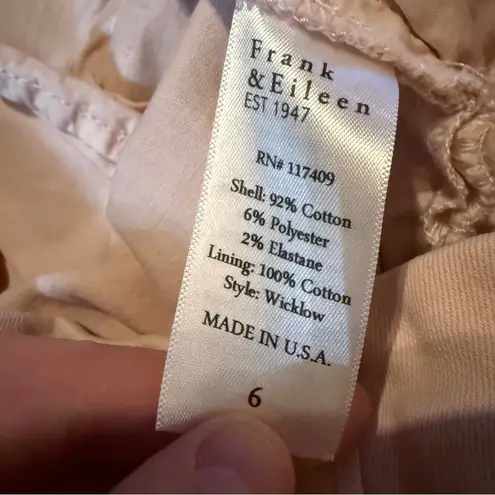 Frank
&Eileen
EST 1947
RN# 117409
Shell: 92% Cotton
6% Polyester
2% Elastane
Lining: 100% Cotton
Style: Wicklow
MADE IN U.S.A.
6